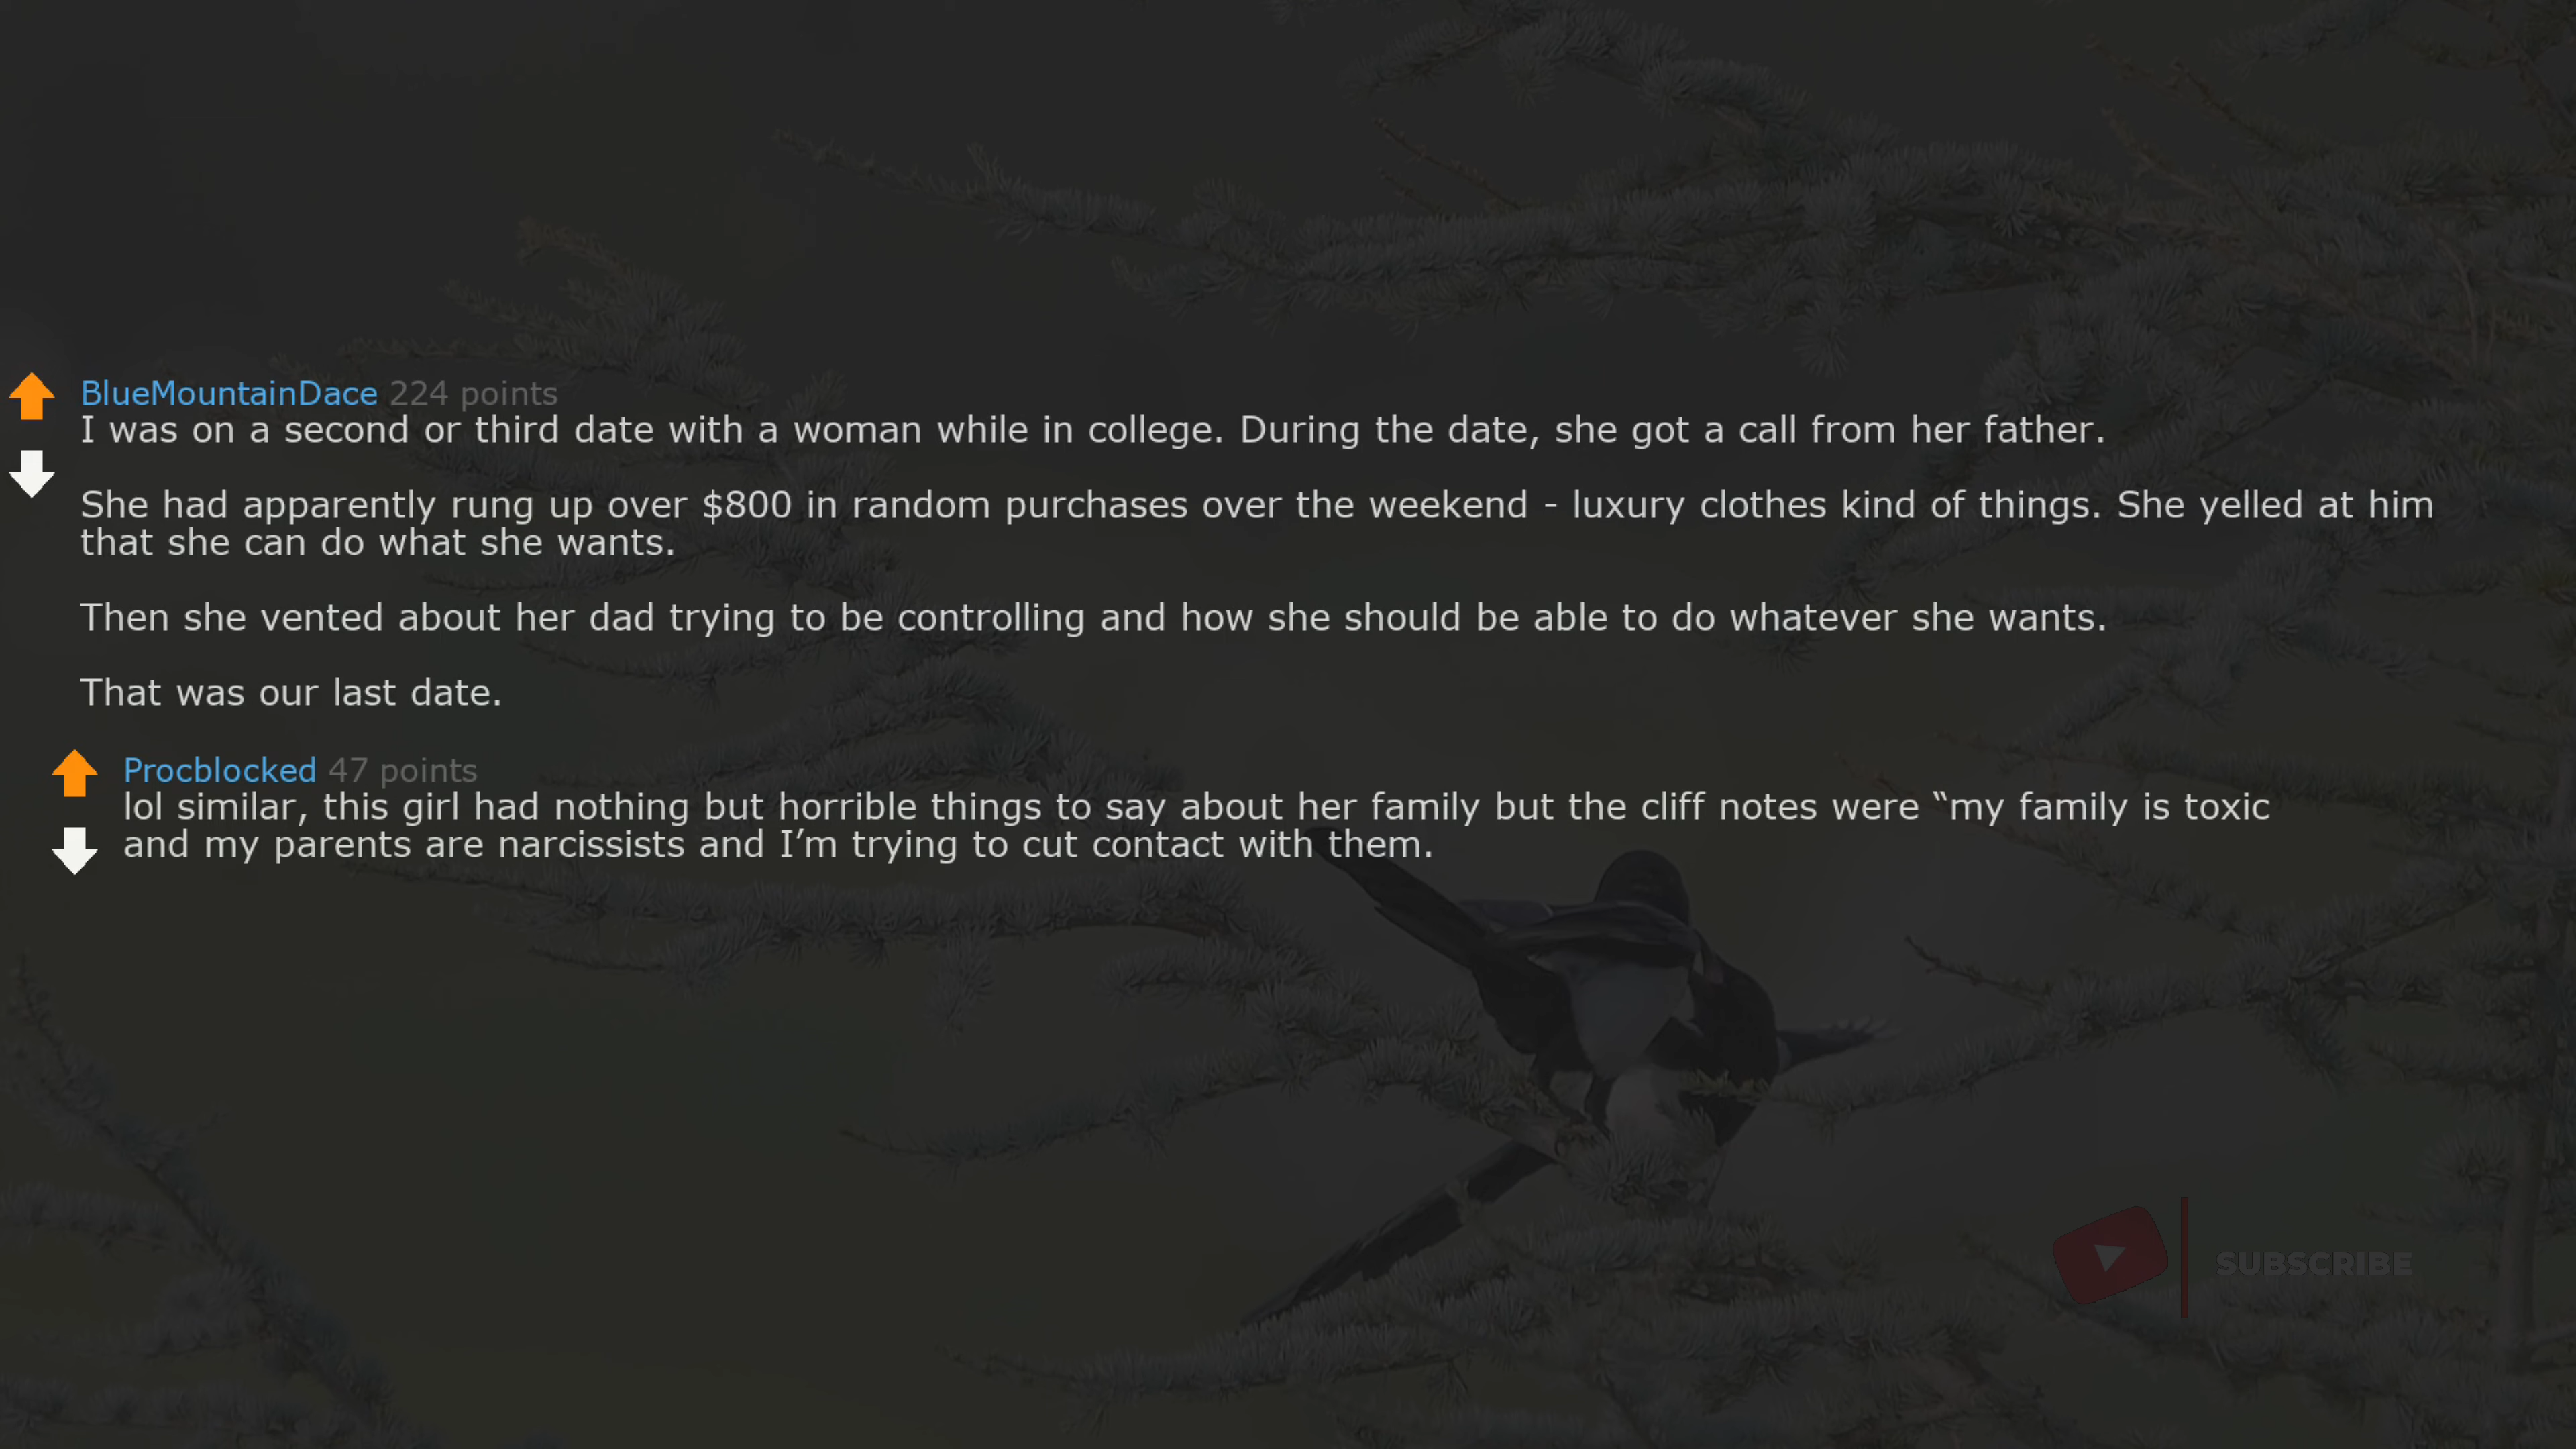 BlueMountainDace 224 points
I was on a second or third date with a woman while in college. During the date, she got a call from her father.
She had apparently rung up over $800 in random purchases over the weekend - luxury clothes kind of things. She yelled at him
that she can do what she wants.
Then she vented about her dad trying to be controlling and how she should be able to do whatever she wants.
That was our last date.
Procblocked 47 points
lol similar, this girl had nothing but horrible things to say about her family but the cliff notes were “my family is toxic
and my parents are narcissists and I’m trying to cut contact with them.
SUBSCRIBE